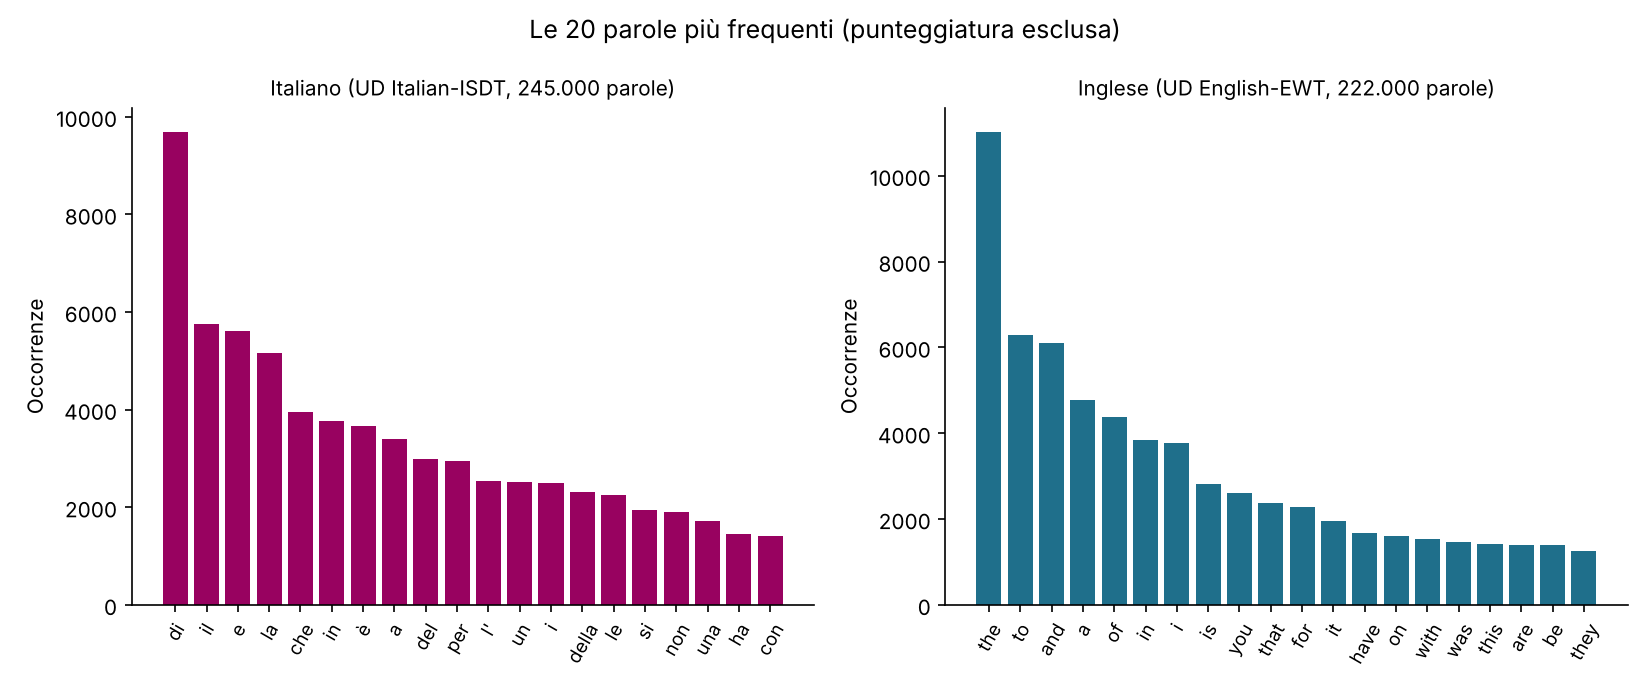 Le 20 parole più frequenti (punteggiatura esclusa)
Italiano (UD Italian-ISDT, 245.000 parole)
Occorrenze
10000
8000
6000
4000
2000
0
di il e la che in è a del per l' un i della le si non una ha con
Inglese (UD English-EWT, 222.000 parole)
Occorrenze
10000
8000
6000
4000
2000
0
the to and a of in i is you that for it have on with was this are be they